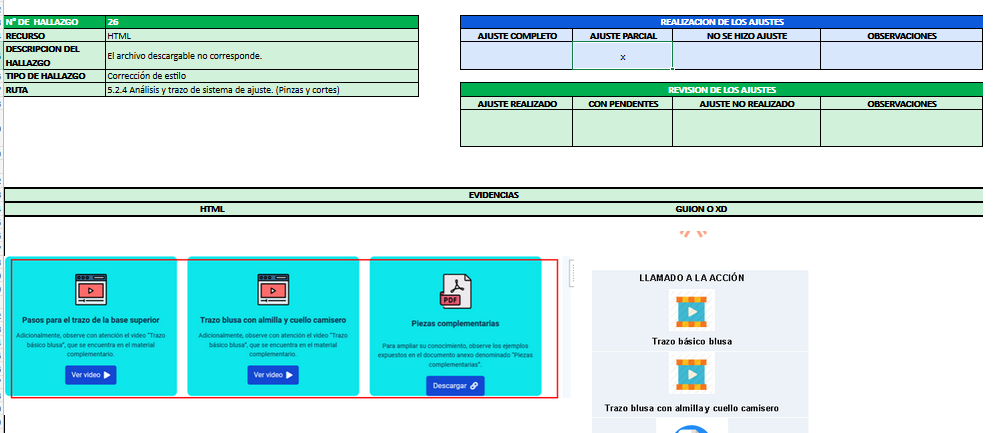 N° DE HALLAZGO 26
RECURSO HTML
DESCRIPCION DEL HALLAZGO El archivo descargable no corresponde.
TIPO DE HALLAZGO Corrección de estilo
RUTA 5.2.4 Análisis y trazo de sistema de ajuste. (Pinzas y cortes)
REALIZACION DE LOS AJUSTES
AJUSTE COMPLETO AJUSTE PARCIAL NO SE HIZO AJUSTE OBSERVACIONES
x
REVISION DE LOS AJUSTES
AJUSTE REALIZADO CON PENDENTES AJUSTE NO REALIZADO OBSERVACIONES
EVIDENCIAS
HTML GUION O XD
Pasos para el trazo de la base superior
Adicionalmente, observe con atención el video "Trazo
básico blusa", que se encuentra en el material
complementario.
Ver video
Trazo blusa con almilla y cuello camisero
Adicionalmente, observe con atención el video "Trazo
básico blusa", que se encuentra en el material
complementario.
Ver video
PDF
Piezas complementarias
Para ampliar su conocimiento, observe los ejemplos
expuestos en el documento anexo denominado "Piezas
complementarias".
Descargar
LLAMADO A LA ACCIÓN
Trazo básico blusa
Trazo blusa con almilla y cuello camisero